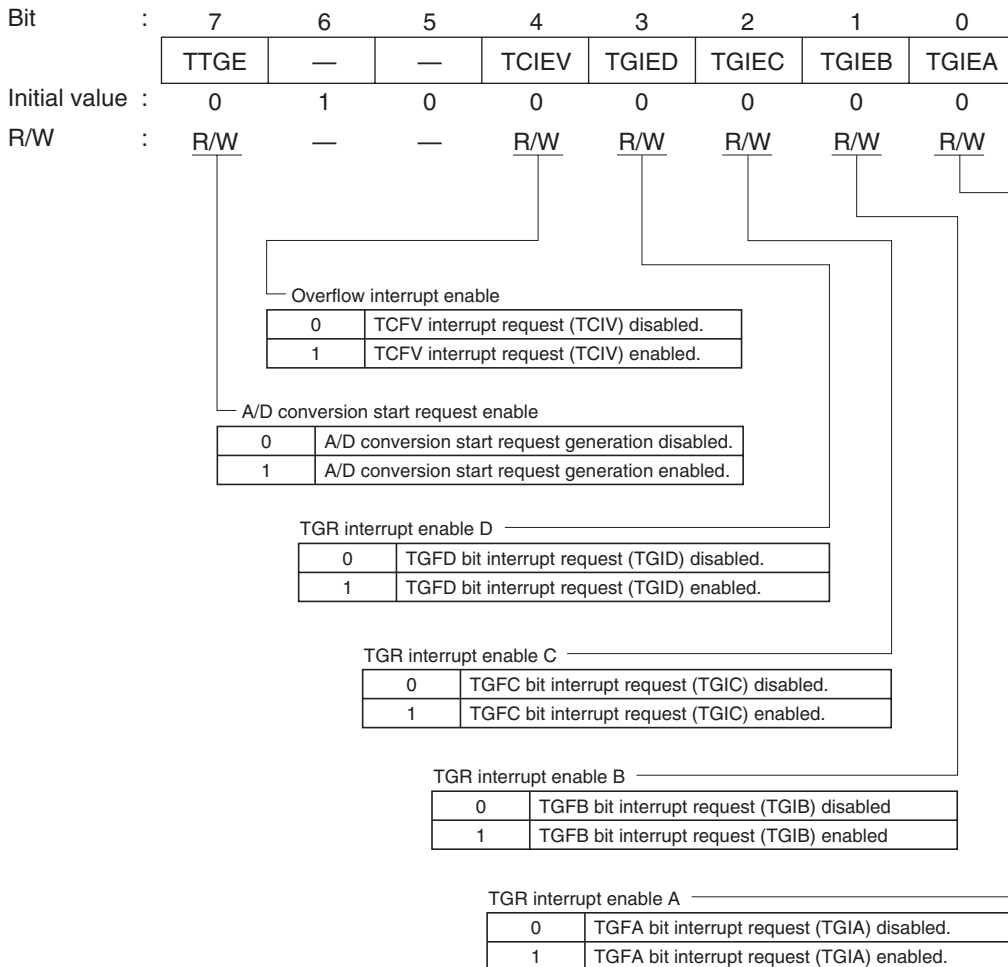 Bit : 7 6 5 4 3 2 1 0
TTGE — — TCIEV TGIED TGIEC TGIEB TGIEA
Initial value : 0 1 0 0 0 0 0 0
R/W : R/W — — R/W R/W R/W R/W R/W
Overflow interrupt enable
0 TCFV interrupt request (TCIV) disabled.
1 TCFV interrupt request (TCIV) enabled.
A/D conversion start request enable
0 A/D conversion start request generation disabled.
1 A/D conversion start request generation enabled.
TGR interrupt enable D
0 TGFD bit interrupt request (TGID) disabled.
1 TGFD bit interrupt request (TGID) enabled.
TGR interrupt enable C
0 TGFC bit interrupt request (TGIC) disabled.
1 TGFC bit interrupt request (TGIC) enabled.
TGR interrupt enable B
0 TGFB bit interrupt request (TGIB) disabled
1 TGFB bit interrupt request (TGIB) enabled
TGR interrupt enable A
0 TGFA bit interrupt request (TGIA) disabled.
1 TGFA bit interrupt request (TGIA) enabled.